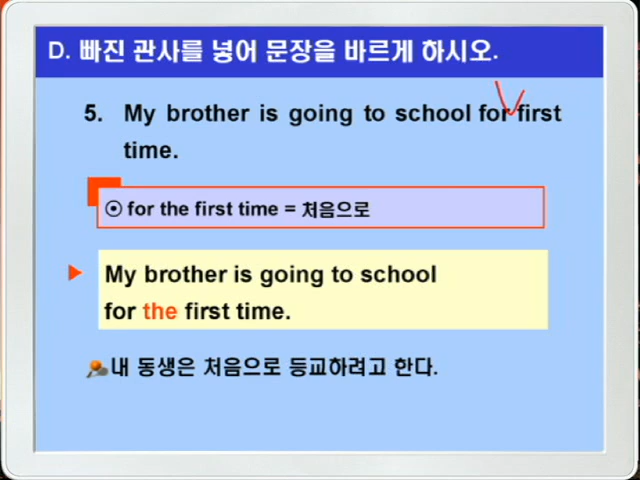 D. 빠진 관사를 넣어 문장을 바르게 하시오.
5. My brother is going to school for first
time.
⊙ for the first time = 처음으로
My brother is going to school
for the first time.
내 동생은 처음으로 등교하려고 한다.